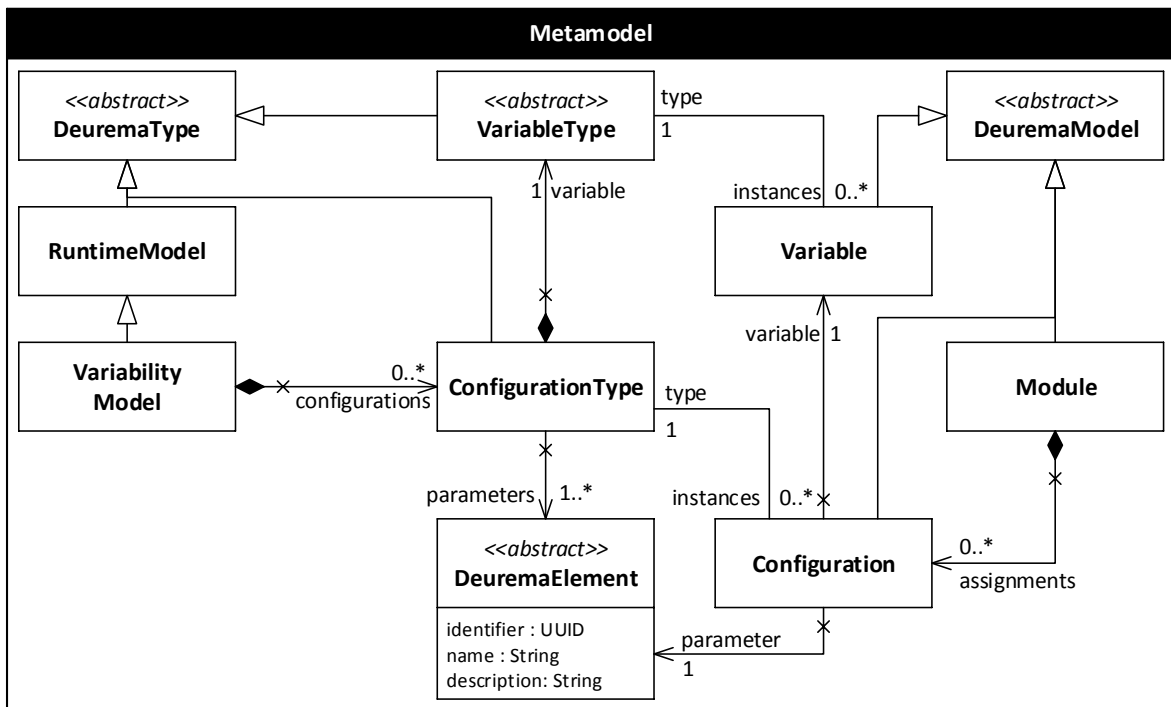 Metamodel
<<abstract>>
DeuremaType
<<abstract>>
VariableType
type
1
<<abstract>>
DeuremaModel
1 variable
instances 0..*
RuntimeModel
Variable
variable 1
Variability
Model
0..*
configurations
ConfigurationType
type
1
Module
parameters 1..*
instances 0..*
<<abstract>>
DeuremaElement
identifier : UUID
name : String
description: String
Configuration
0..*
assignments
parameter
1